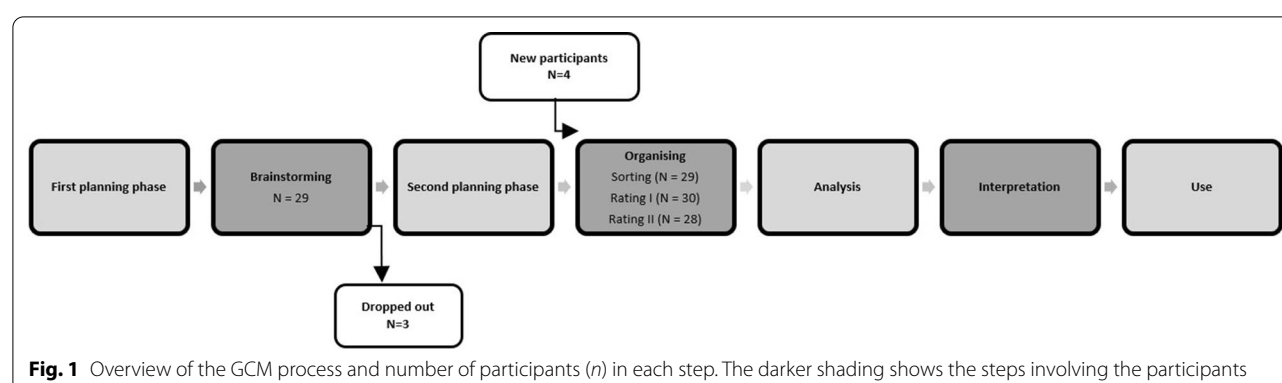 New participants
N=4
First planning phase
Brainstorming
N = 29
Second planning phase
Organising
Sorting (N = 29)
Rating I (N = 30)
Rating II (N = 28)
Analysis
Interpretation
Use
Dropped out
N=3
Fig. 1 Overview of the GCM process and number of participants (n) in each step. The darker shading shows the steps involving the participants